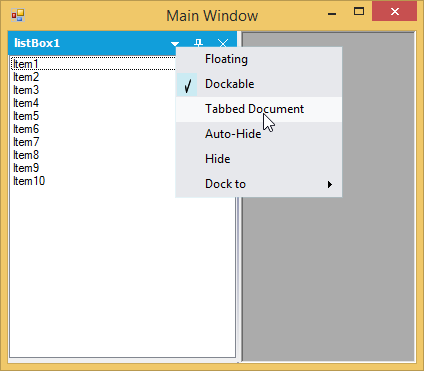 Main Window
listBox1
Item1
Item2
Item3
Item4
Item5
Item6
Item7
Item8
Item9
Item10
Floating
Dockable
Tabbed Document
Auto-Hide
Hide
Dock to